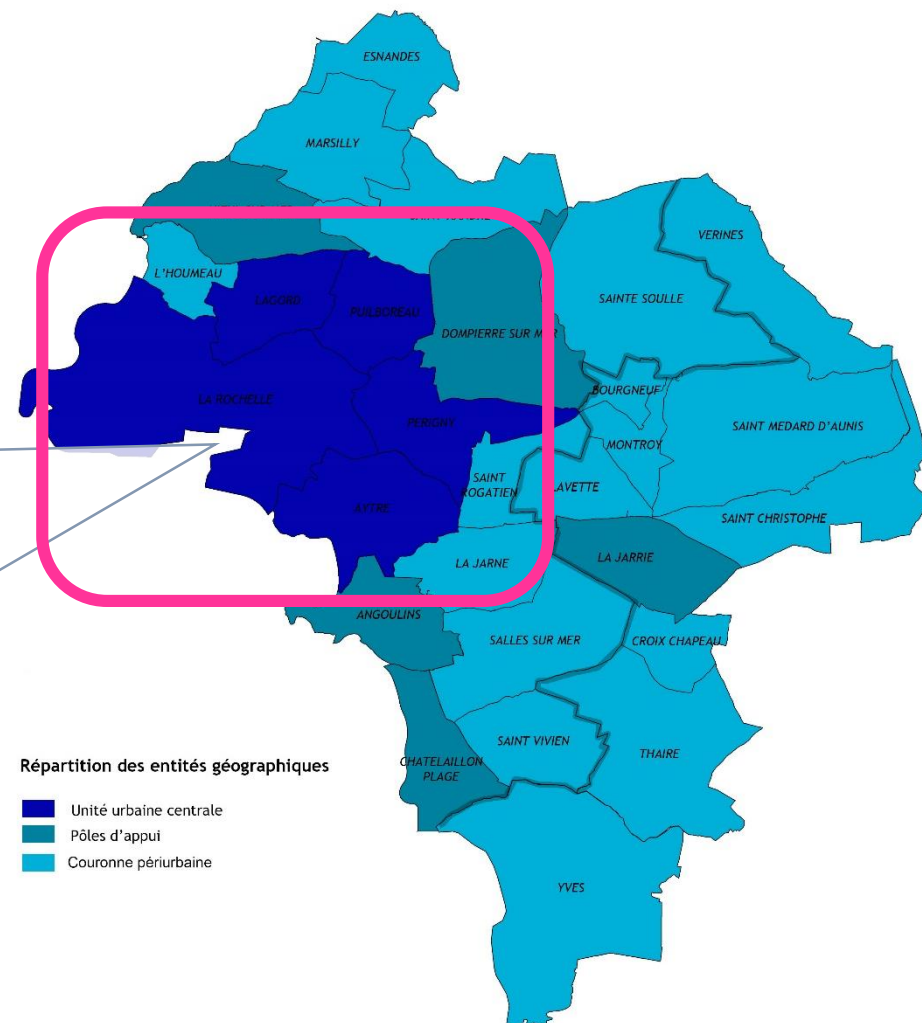 ESNANDES
MARSILLY
VERINES
L'HOUMEAU
LAGORD
PUILBOREAU
SAINTE SOULLE
DOMPIERRE SUR MER
LA ROCHELLE
PERIGNY
BOURGNEUF
SAINT MEDARD D'AUNIS
MONTROY
SAINT
ROGATIEN
AYTRE
SAINT CHRISTOPHE
LA JARNE
LA JARRIE
ANGOULINS
SALLES SUR MER
CROIX CHAPEAU
SAINT VIVIEN
THAIRE
CHATELAILLON
PLAGE
YVES
Répartition des entités géographiques
Unité urbaine centrale
Pôles d'appui
Couronne périurbaine